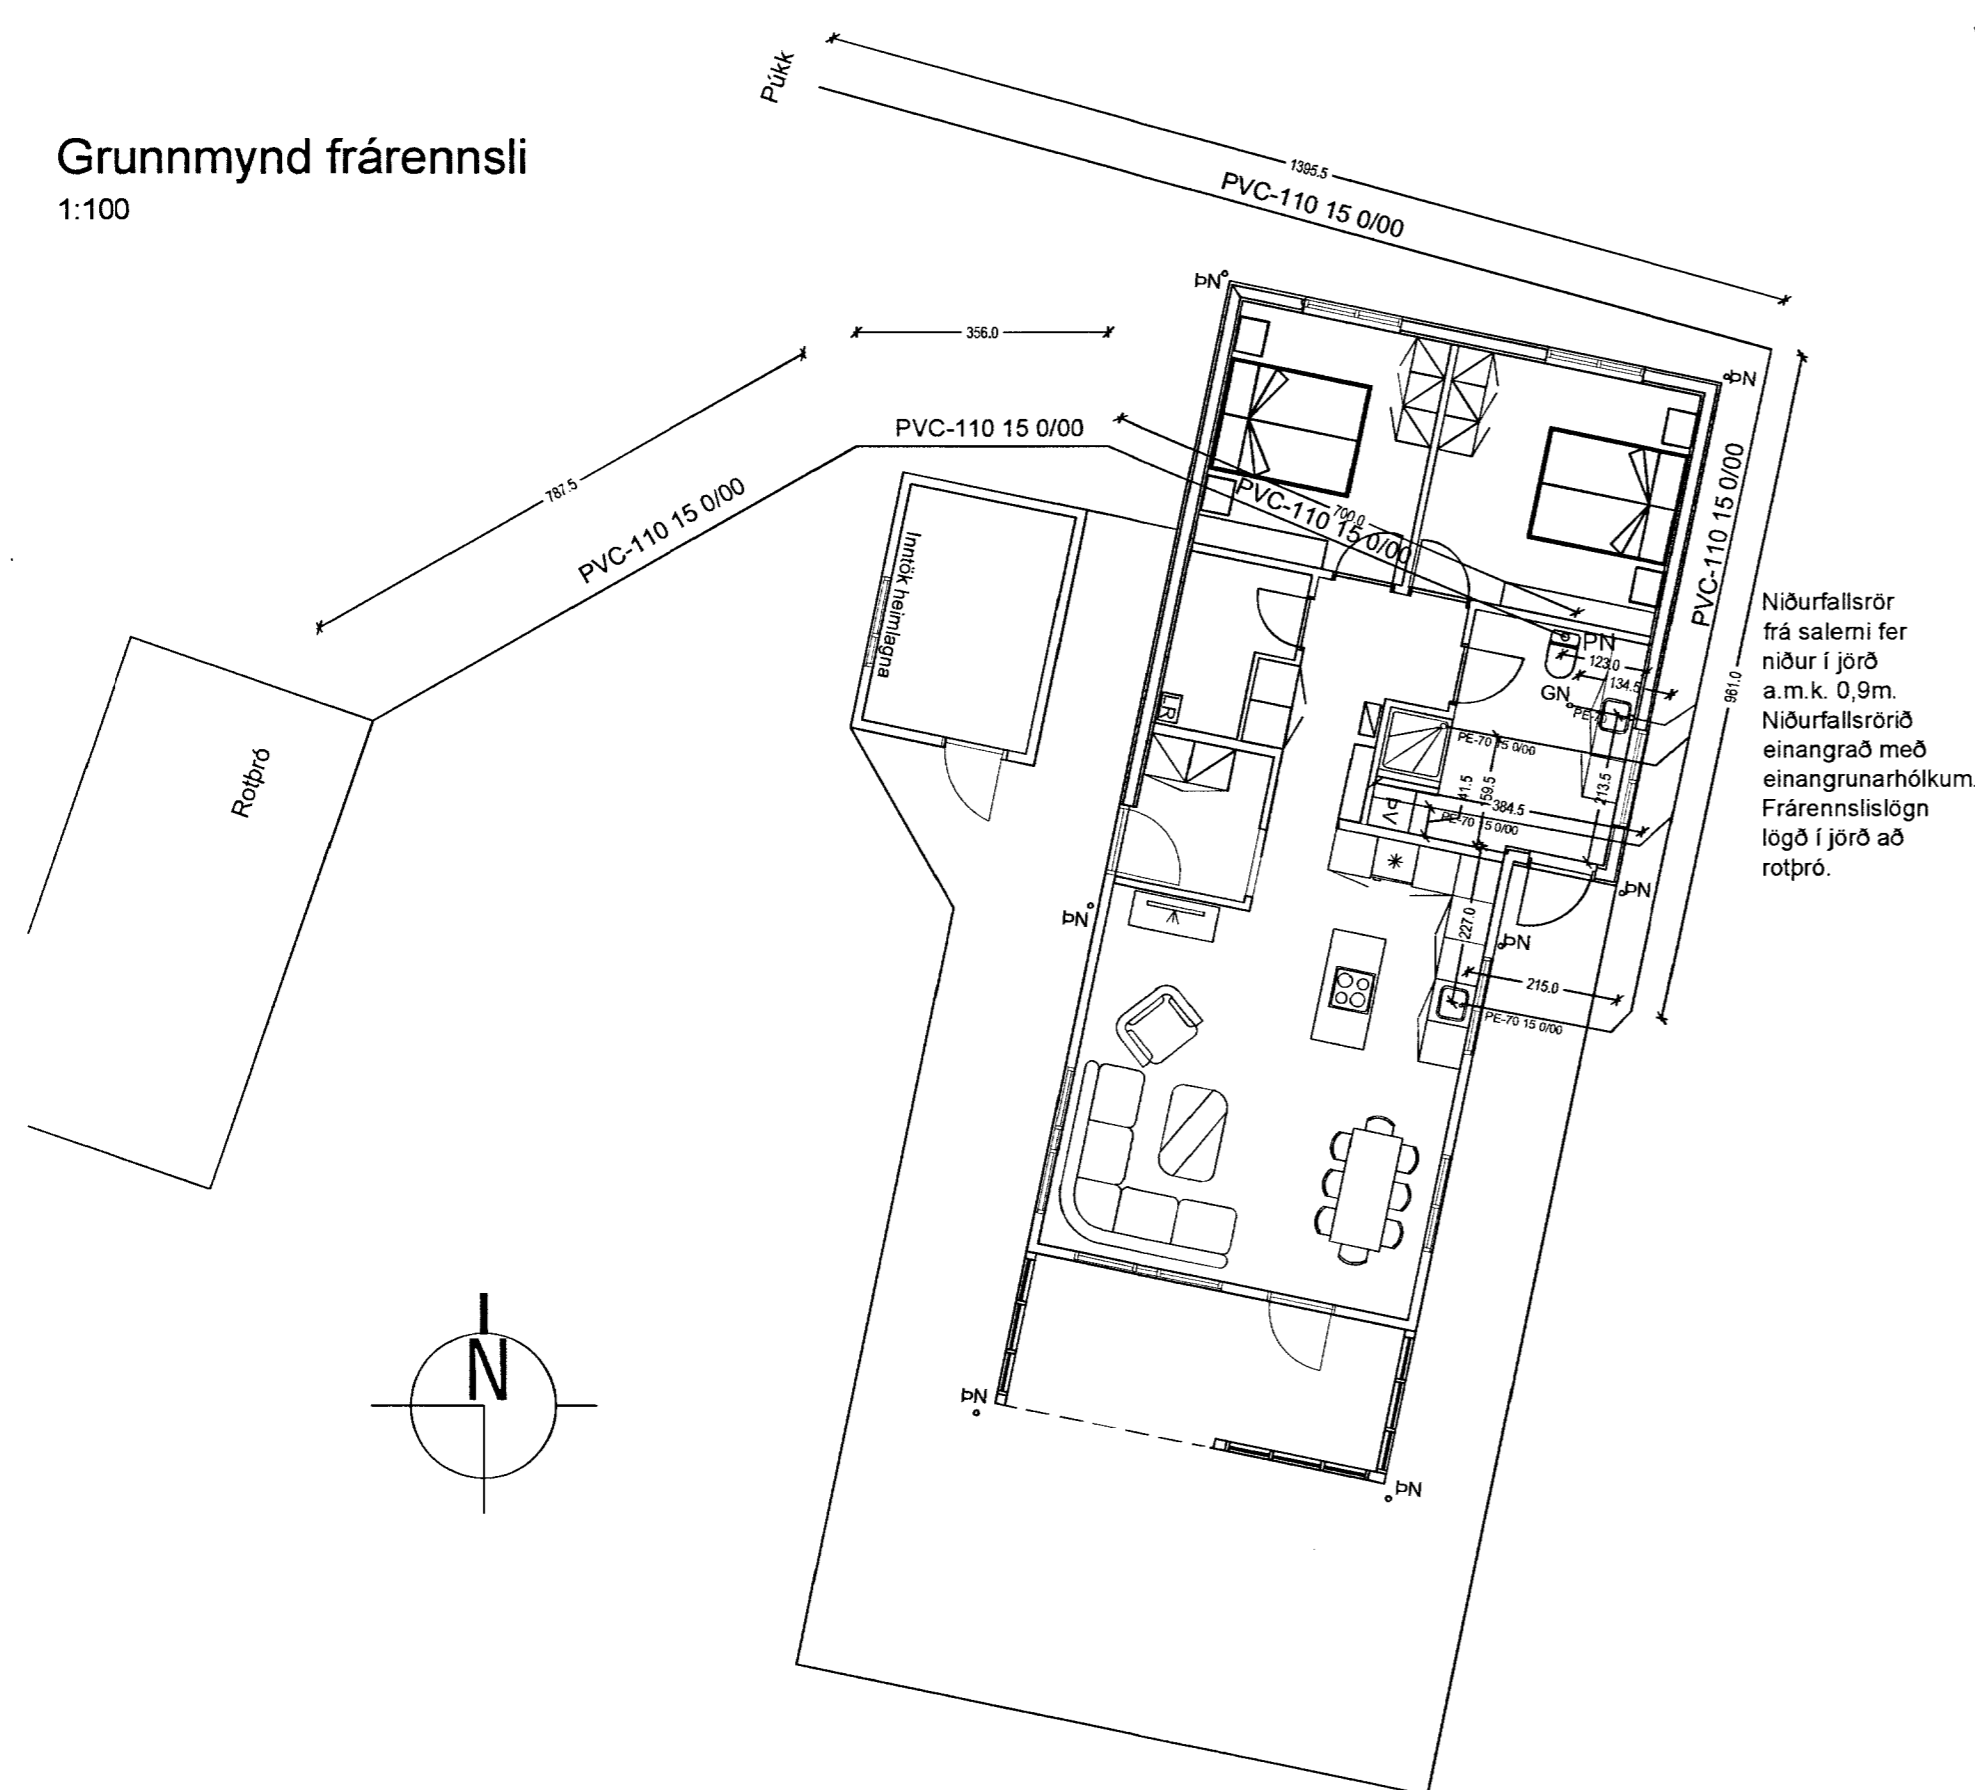 Grunnmynd frárennsli
1:100
Púkk
1395.5
PVC-110 15 0/00
ÞN
356.0
787.5
PVC-110 15 0/00
PVC-110 15 0/00
ÞN
PVC-110 15 0/00
700.0
PVC-110 15 0/00
961.0
Inntök heimlagna
Rotþró
ÞN
123.0
134.5
GN
PE-70
LR
PE-70 15 0/00
41.5
159.5
213.5
384.5
ÞV
PE-70 15 0/00
Niðurfallsrör
frá salerni fer
niður í jörð
a.m.k. 0,9m.
Niðurfallsrörið
einangrað með
einangrunarhólkum.
Frárennslislögn
lögð í jörð að
rotþró.
ÞN
ÞN
ÞN
227.0
215.0
PE-70 15 0/00
N
ÞN
ÞN